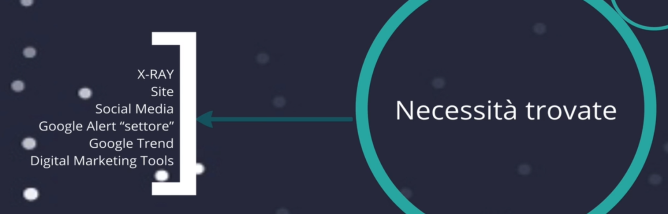 X-RAY
Site
Social Media
Google Alert “settore”
Google Trend
Digital Marketing Tools
Necessità trovate